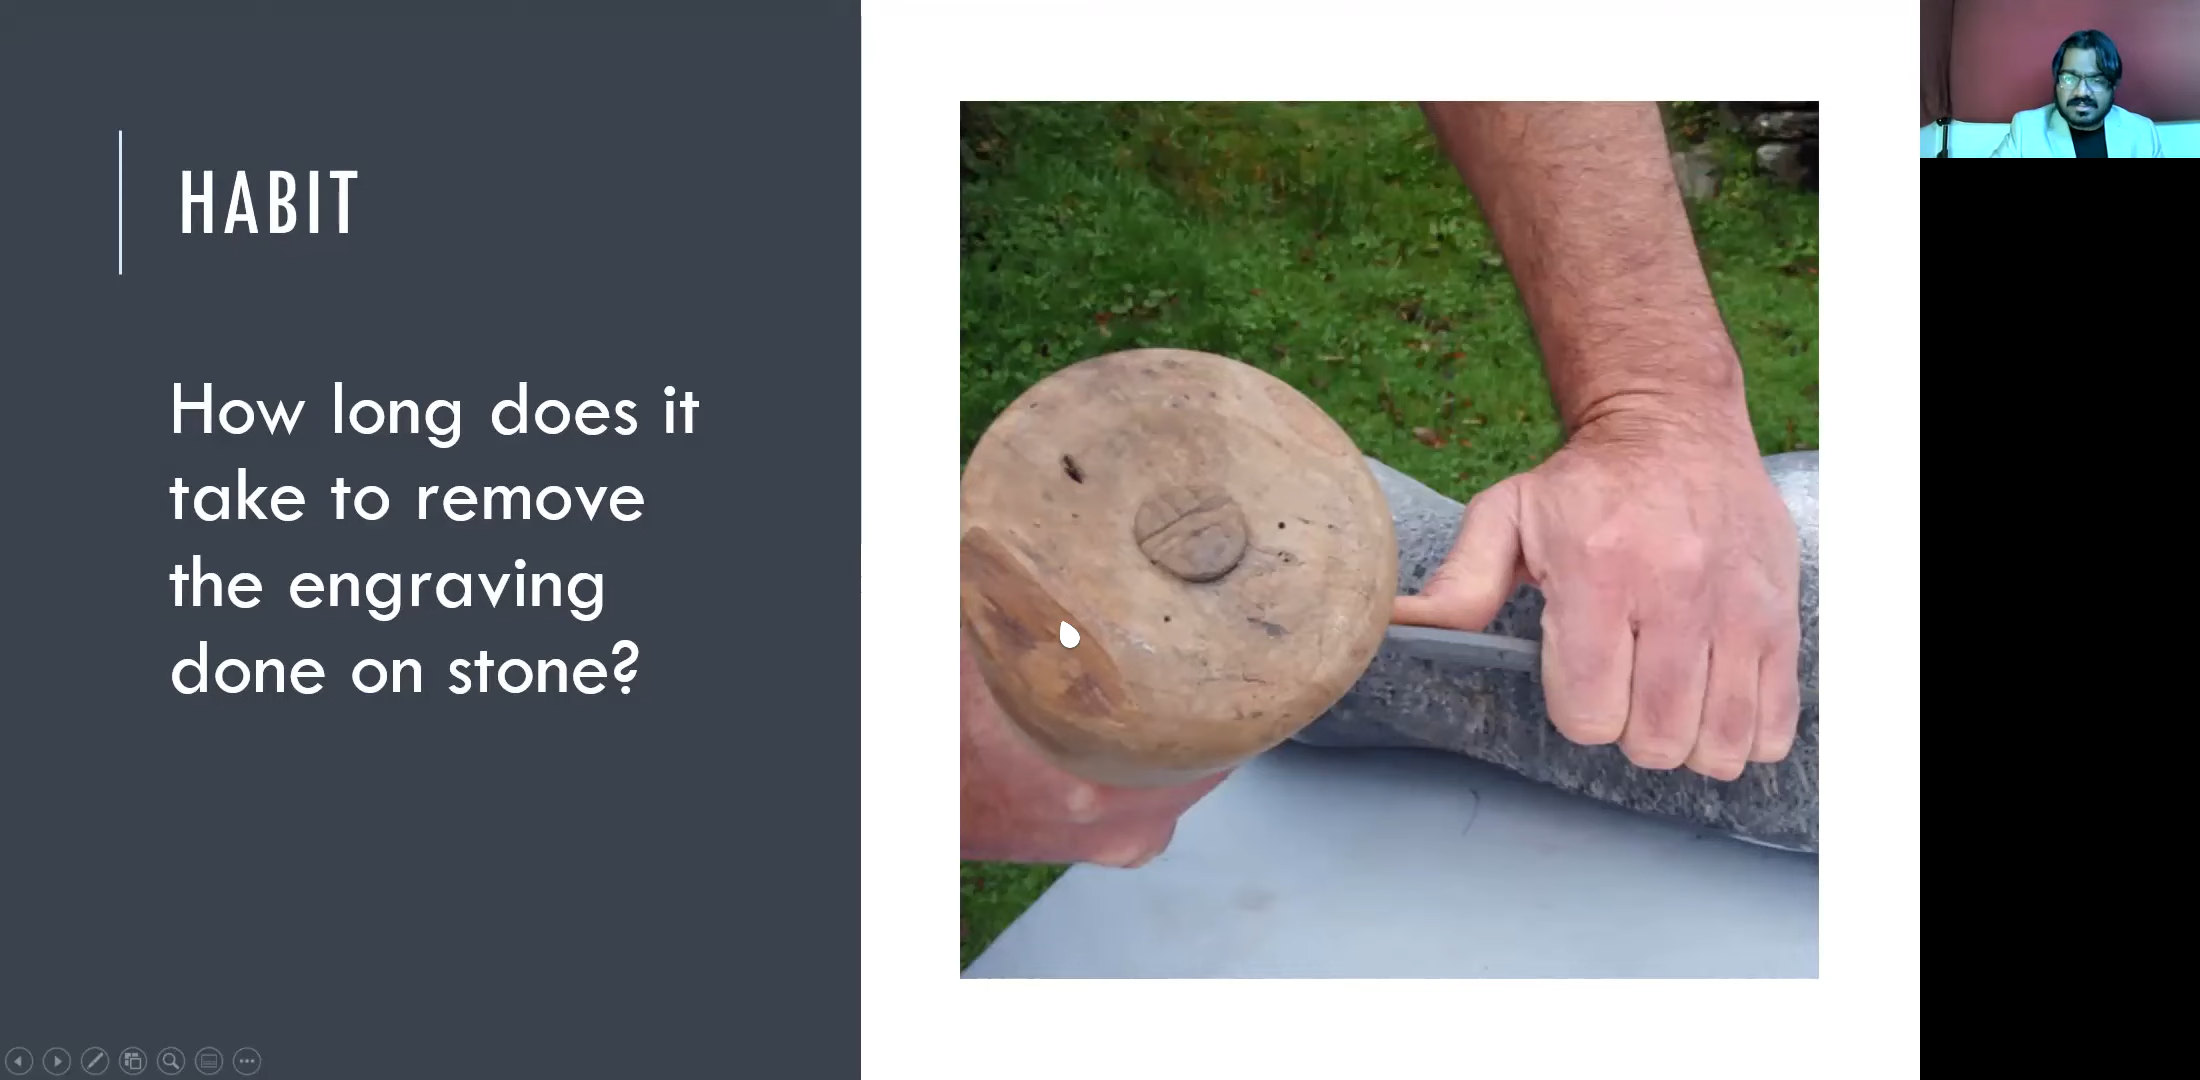 HABIT
How long does it
take to remove
the engraving
done on stone?